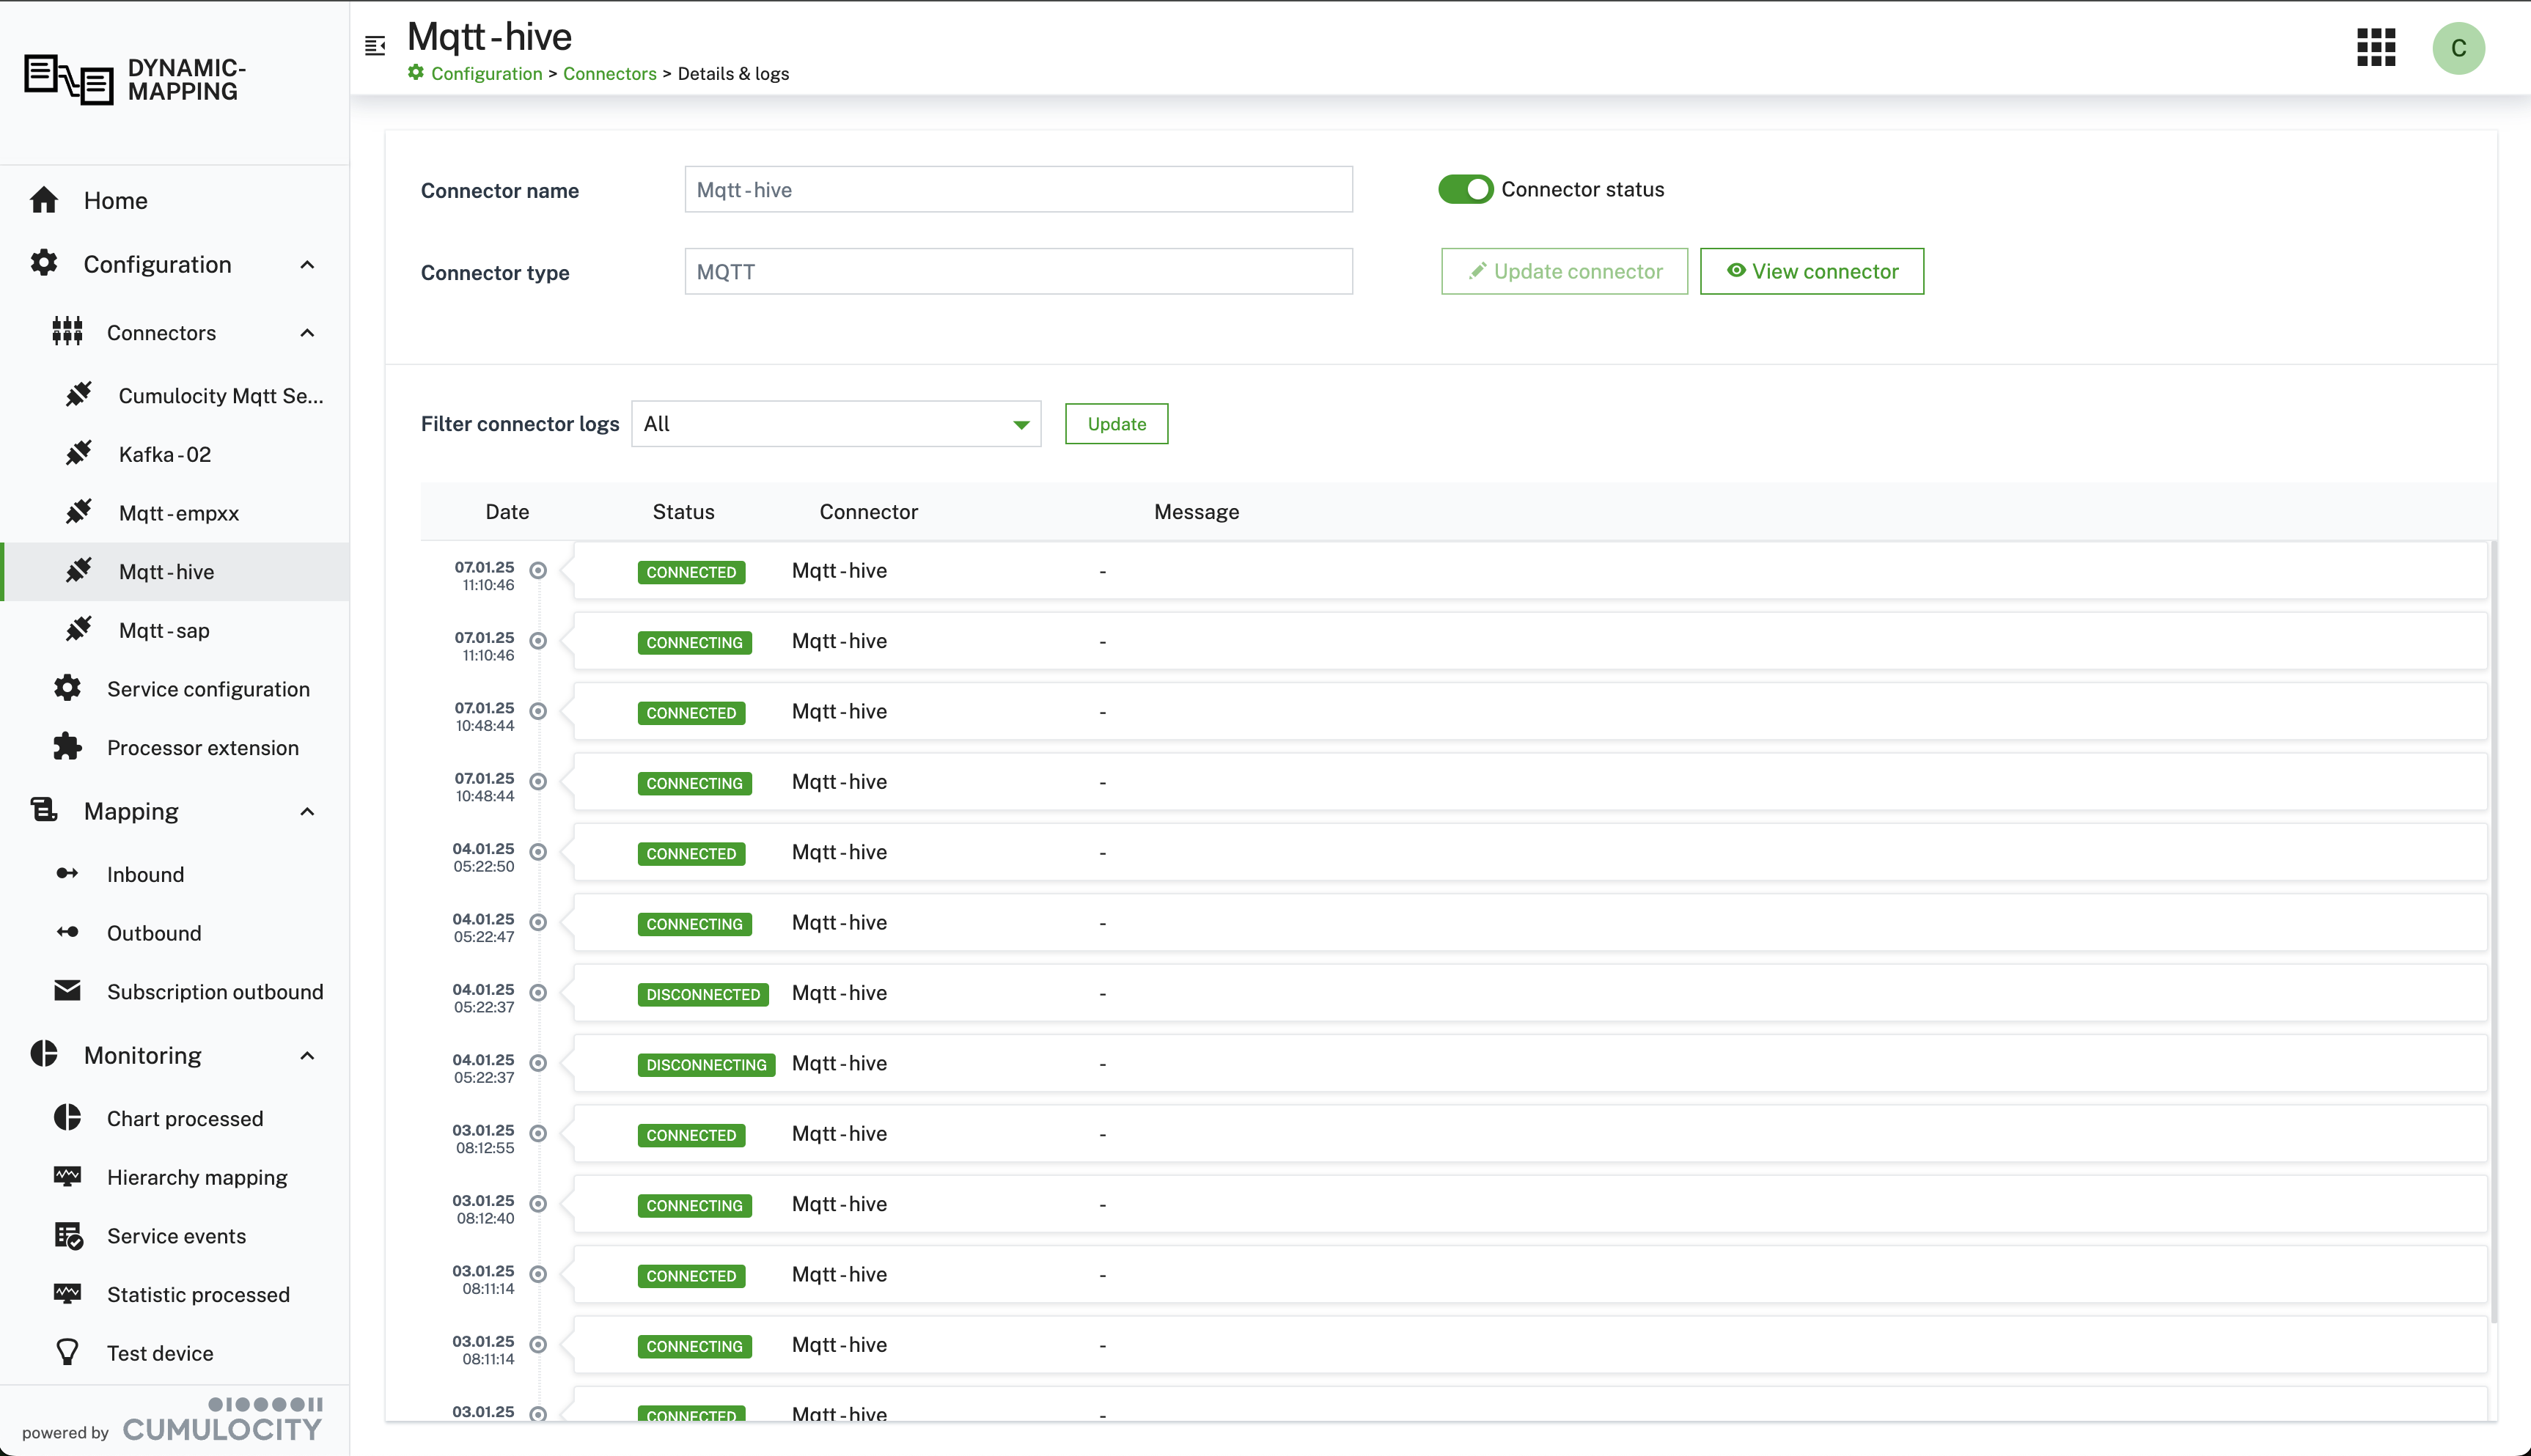 DYNAMIC-
MAPPING
Home
Configuration
Connectors
Cumulocity Mqtt Se...
Kafka-02
Mqtt-empxx
Mqtt-hive
Mqtt-sap
Service configuration
Processor extension
Mapping
Inbound
Outbound
Subscription outbound
Monitoring
Chart processed
Hierarchy mapping
Service events
Statistic processed
Test device
powered by CUMULOCITY
Mqtt-hive
Configuration > Connectors > Details & logs
C
Connector name Mqtt-hive Connector status
Connector type MQTT Update connector View connector
Filter connector logs All Update
Date Status Connector Message
07.01.25
11:10:46
CONNECTED Mqtt-hive -
07.01.25
11:10:46
CONNECTING Mqtt-hive -
07.01.25
10:48:44
CONNECTED Mqtt-hive -
07.01.25
10:48:44
CONNECTING Mqtt-hive -
04.01.25
05:22:50
CONNECTED Mqtt-hive -
04.01.25
05:22:47
CONNECTING Mqtt-hive -
04.01.25
05:22:37
DISCONNECTED Mqtt-hive -
04.01.25
05:22:37
DISCONNECTING Mqtt-hive -
03.01.25
08:12:55
CONNECTED Mqtt-hive -
03.01.25
08:12:40
CONNECTING Mqtt-hive -
03.01.25
08:11:14
CONNECTED Mqtt-hive -
03.01.25
08:11:14
CONNECTING Mqtt-hive -
03.01.25
CONNECTED Mqtt-hive -